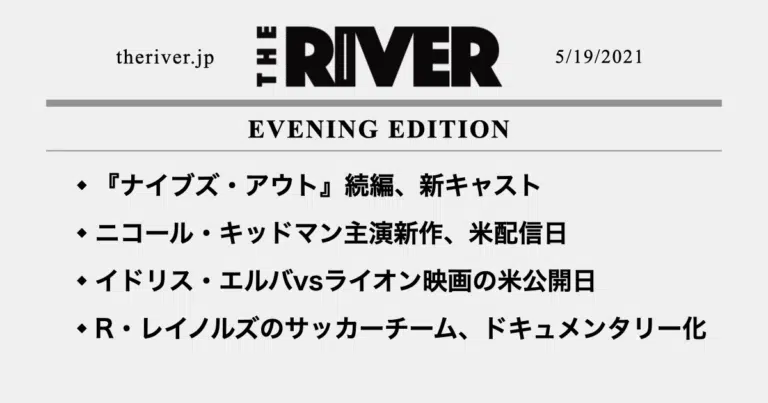 theriver.jp
THE RIVER
5/19/2021
EVENING EDITION
◆ 『ナイブズ・アウト』続編、新キャスト
◆ ニコール・キッドマン主演新作、米配信日
◆ イドリス・エルバvsライオン映画の米公開日
◆ R・レイノルズのサッカーチーム、ドキュメンタリー化